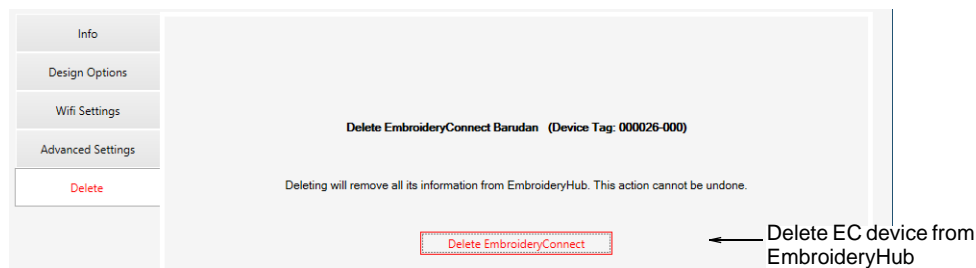 Info
Design Options
Wifi Settings
Advanced Settings
Delete
Delete EmbroideryConnect Barudan (Device Tag: 000026-000)
Deleting will remove all its information from EmbroideryHub. This action cannot be undone.
Delete EmbroideryConnect
Delete EC device from
EmbroideryHub